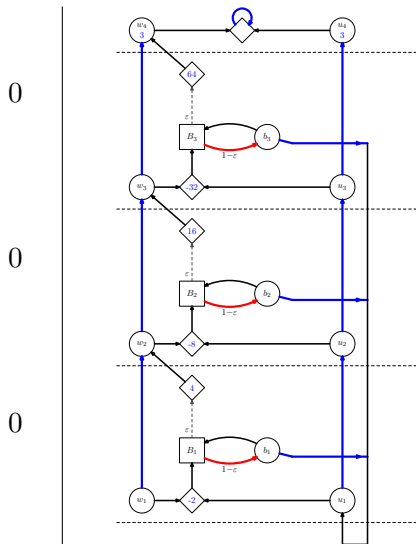 w₄ u₄
3 3
64
0
ε
B₃ b₃
1−ε
w₃ -32 u₃
16
0
ε
B₂ b₂
1−ε
w₂ -8 u₂
4
0
ε
B₁ b₁
1−ε
w₁ -2 u₁